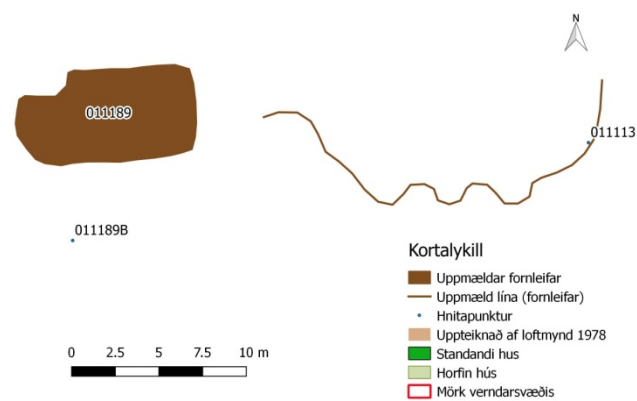 N
011189
011113
011189B
Kortalykill
Uppmældar fornleifar
Uppmæld lína (fornleifar)
Hnitapunktur
Uppteiknað af loftmynd 1978
Standandi hus
Horfin hús
Mörk verndarsvæðis
0 2.5 5 7.5 10 m